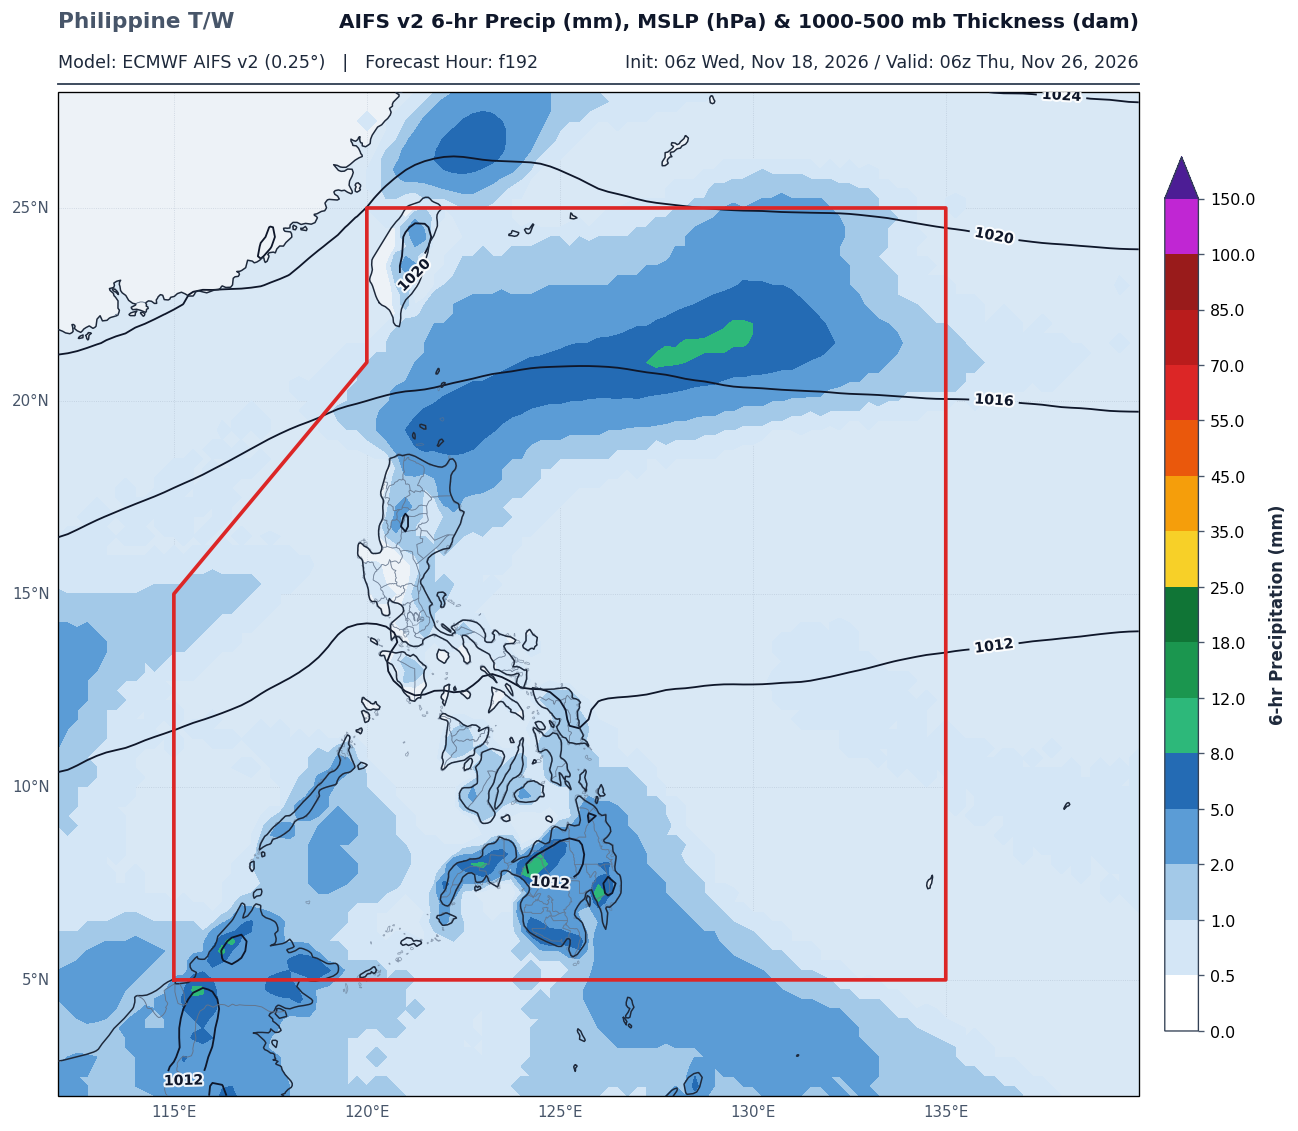 Philippine T/W
AIFS v2 6-hr Precip (mm), MSLP (hPa) & 1000-500 mb Thickness (dam)
Model: ECMWF AIFS v2 (0.25°) | Forecast Hour: f192
Init: 06z Wed, Nov 18, 2026 / Valid: 06z Thu, Nov 26, 2026
1024
1020
1020
1016
1012
1012
1012
25°N
20°N
15°N
10°N
5°N
115°E
120°E
125°E
130°E
135°E
150.0
100.0
85.0
70.0
55.0
45.0
35.0
25.0
18.0
12.0
8.0
5.0
2.0
1.0
0.5
0.0
6-hr Precipitation (mm)